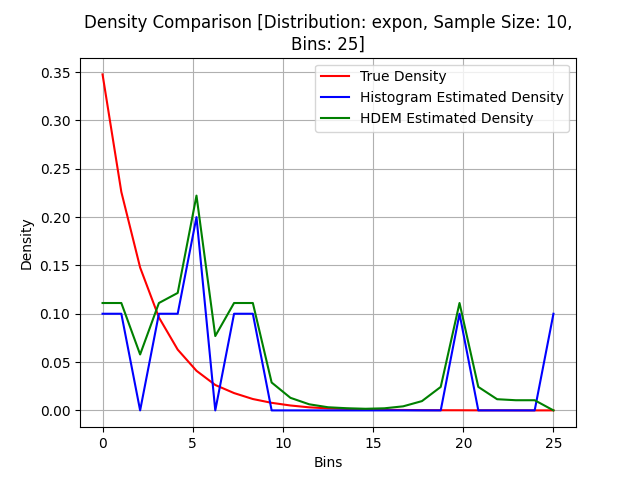 Density Comparison [Distribution: expon, Sample Size: 10,
Bins: 25]
True Density
Histogram Estimated Density
HDEM Estimated Density
Density
0.35
0.30
0.25
0.20
0.15
0.10
0.05
0.00
0 5 10 15 20 25
Bins